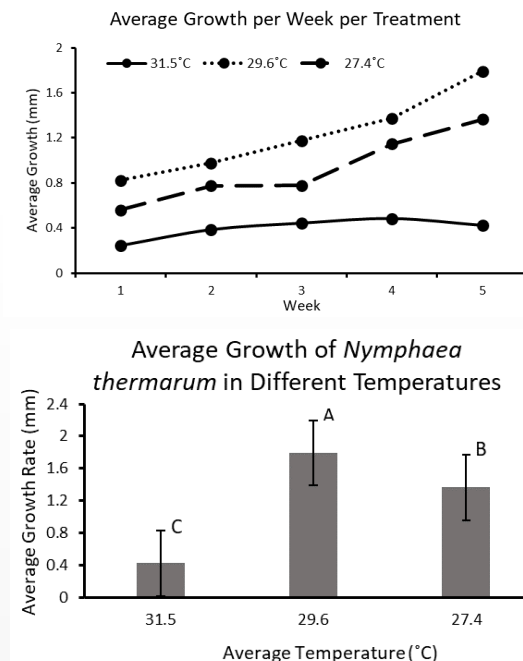 Average Growth per Week per Treatment
2
1.6
1.2
0.8
0.4
0
Average Growth (mm)
31.5˚C 29.6˚C 27.4˚C
1 2 3 4 5
Week
Average Growth of Nymphaea
thermarum in Different Temperatures
2.4
2
1.6
1.2
0.8
0.4
0
Average Growth Rate (mm)
C
A
B
31.5 29.6 27.4
Average Temperature (˚C)